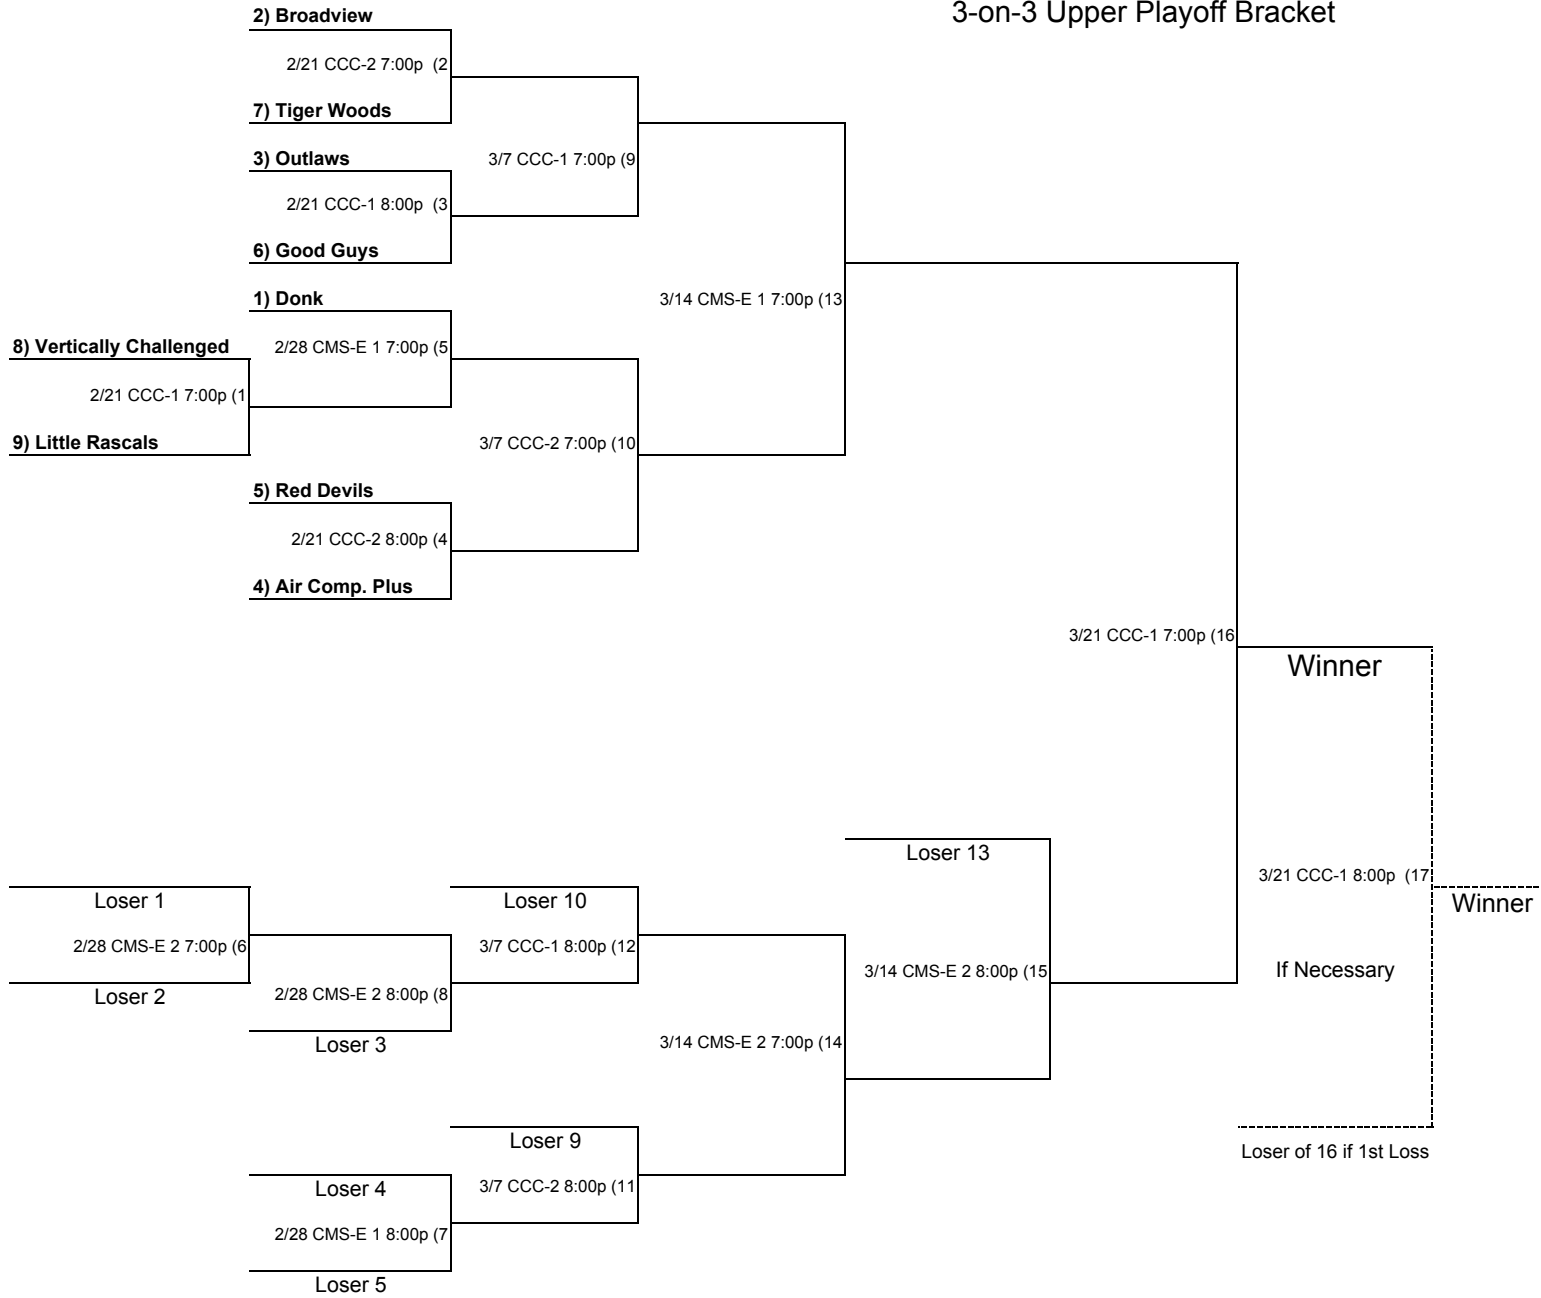 3-on-3 Upper Playoff Bracket
2) Broadview
2/21 CCC-2 7:00p  (2
7) Tiger Woods
3) Outlaws
3/7 CCC-1 7:00p (9
2/21 CCC-1 8:00p  (3
6) Good Guys
1) Donk
3/14 CMS-E 1 7:00p (13
8) Vertically Challenged
2/28 CMS-E 1 7:00p (5
2/21 CCC-1 7:00p (1
9) Little Rascals
3/7 CCC-2 7:00p (10
5) Red Devils
2/21 CCC-2 8:00p (4
4) Air Comp. Plus
3/21 CCC-1 7:00p (16
Winner
Loser 13
3/21 CCC-1 8:00p  (17
Loser 1
Loser 10
Winner
2/28 CMS-E 2 7:00p (6
3/7 CCC-1 8:00p (12
3/14 CMS-E 2 8:00p (15
If Necessary
Loser 2
2/28 CMS-E 2 8:00p (8
Loser 3
3/14 CMS-E 2 7:00p (14
Loser 9
Loser of 16 if 1st Loss
Loser 4
3/7 CCC-2 8:00p (11
2/28 CMS-E 1 8:00p (7
Loser 5